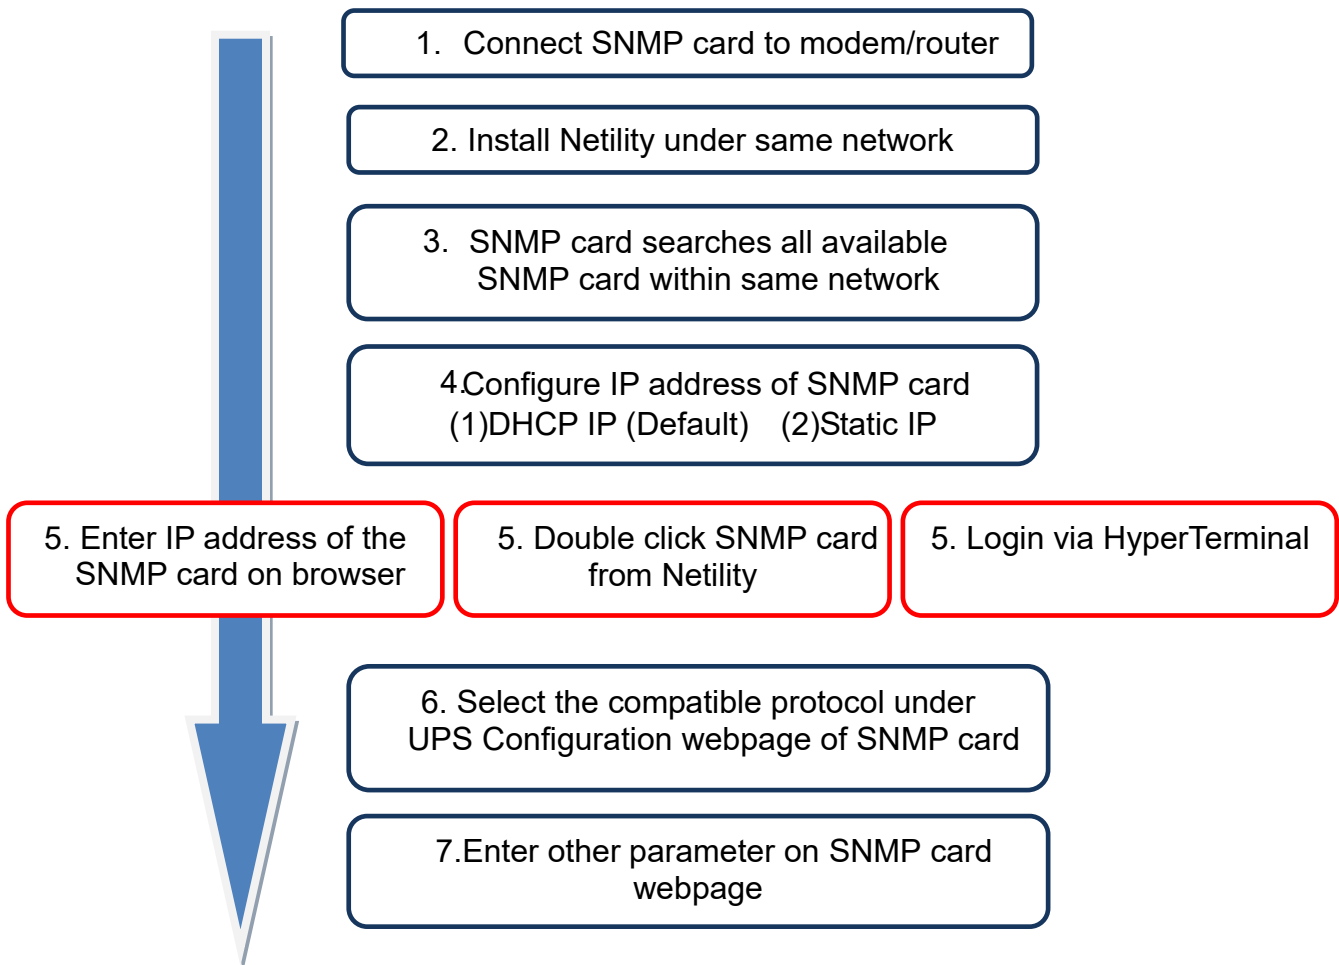 1. Connect SNMP card to modem/router
2. Install Netility under same network
3. SNMP card searches all available
SNMP card within same network
4.Configure IP address of SNMP card
(1)DHCP IP (Default) (2)Static IP
5. Enter IP address of the
SNMP card on browser
5. Double click SNMP card
from Netility
5. Login via HyperTerminal
6. Select the compatible protocol under
UPS Configuration webpage of SNMP card
7.Enter other parameter on SNMP card
webpage